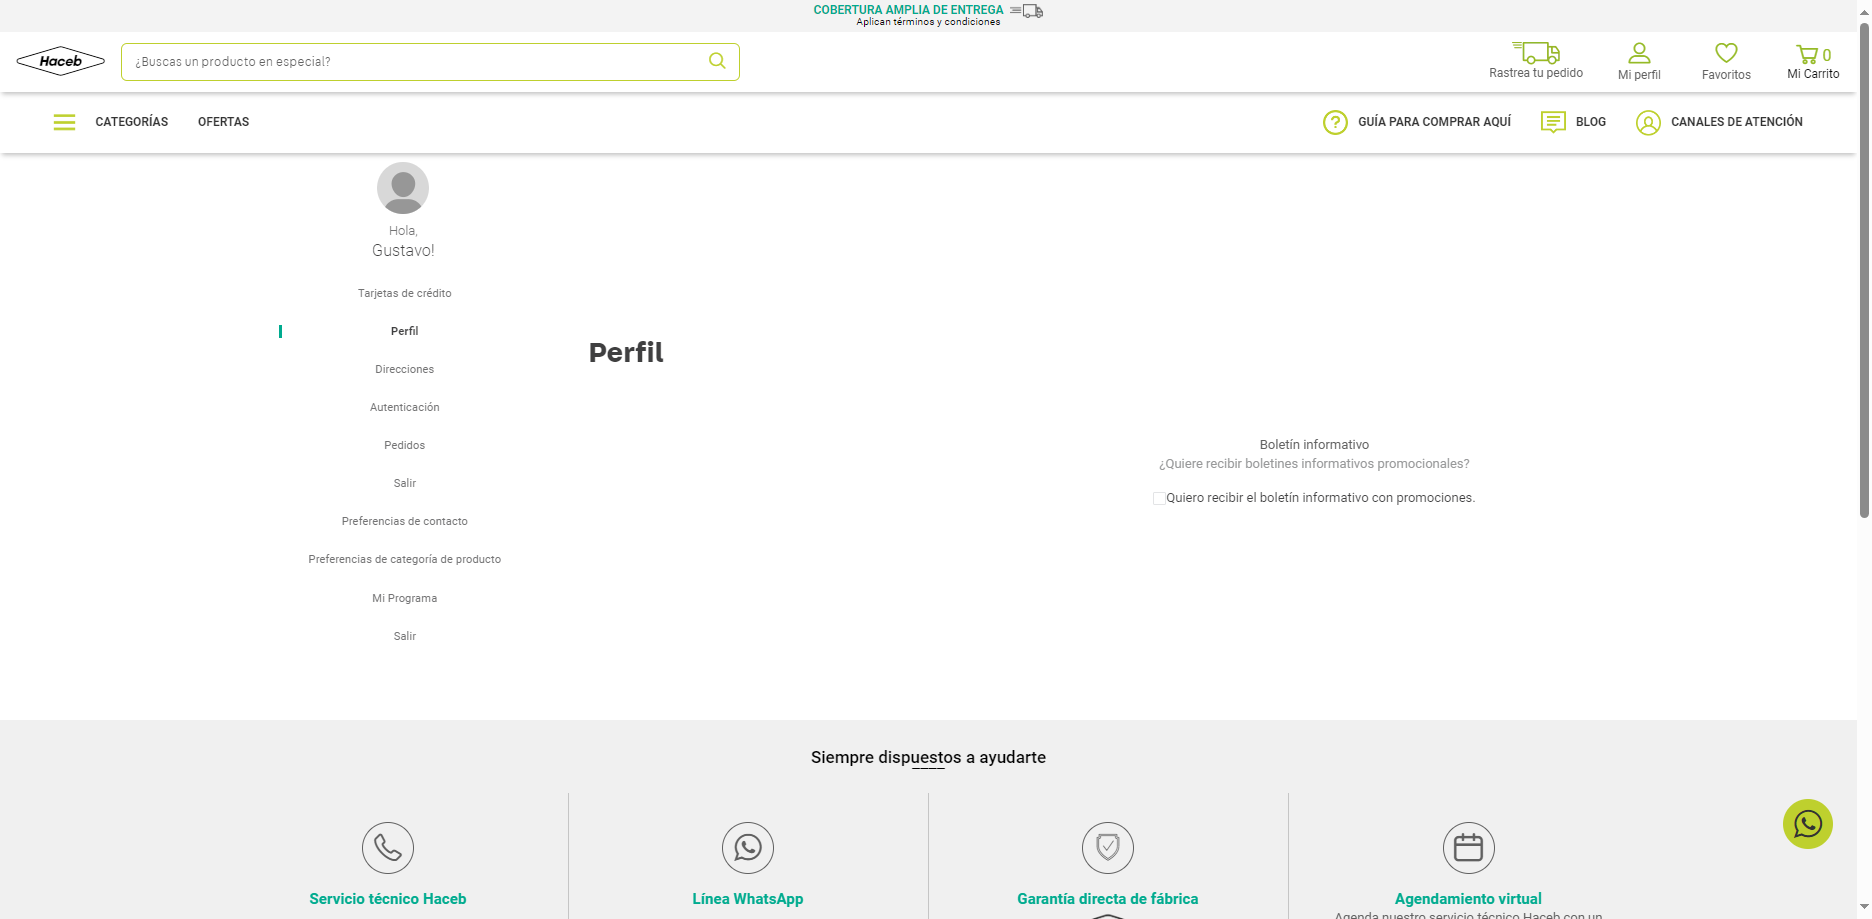 COBERTURA AMPLIA DE ENTREGA
Aplican términos y condiciones
Haceb
¿Buscas un producto en especial?
Rastrea tu pedido
Mi perfil
Favoritos
0
Mi Carrito
CATEGORÍAS
OFERTAS
GUÍA PARA COMPRAR AQUÍ
BLOG
CANALES DE ATENCIÓN
Hola,
Gustavo!
Tarjetas de crédito
Perfil
Direcciones
Autenticación
Pedidos
Salir
Preferencias de contacto
Preferencias de categoría de producto
Mi Programa
Salir
Perfil
Boletín informativo
¿Quiere recibir boletines informativos promocionales?
Quiero recibir el boletín informativo con promociones.
Siempre dispuestos a ayudarte
Servicio técnico Haceb
Línea WhatsApp
Garantía directa de fábrica
Agendamiento virtual
Agenda nuestro servicio técnico Haceb con un